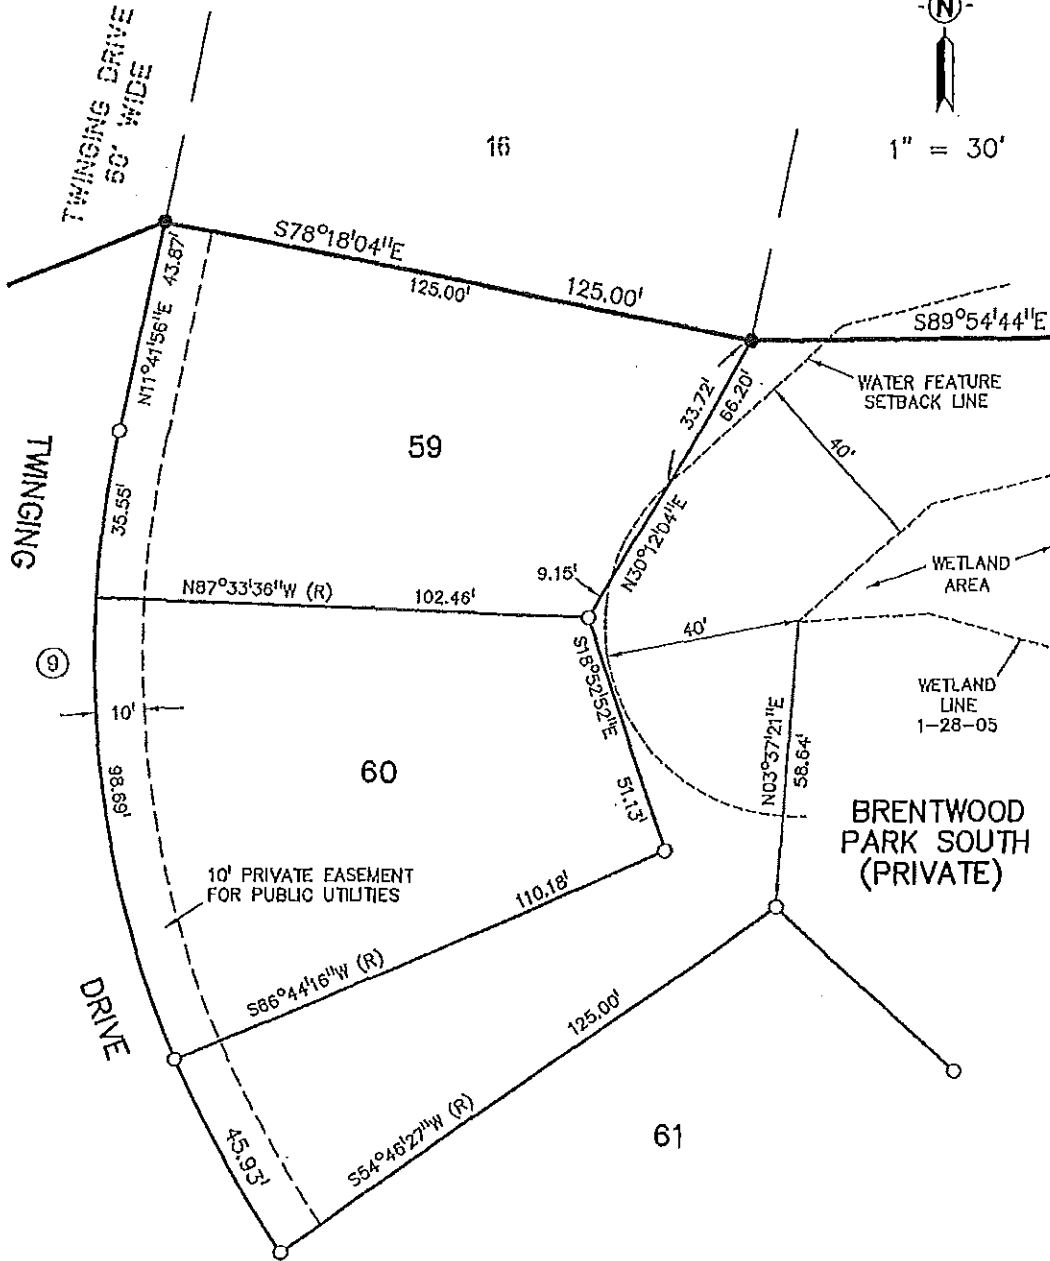 TWINGING DRIVE
60' WIDE
N
1" = 30'
16
S78°18'04"E
125.00'
125.00'
S89°54'44"E
N11°41'56"E 43.87'
WATER FEATURE
SETBACK LINE
33.72'
66.20'
40'
59
TWINGING
35.55'
N30°12'04"E
9.15'
N87°33'36"W (R)
102.46'
WETLAND
AREA
40'
S18°52'52"E
9
10'
WETLAND
LINE
1-28-05
N03°37'21"E
58.64'
60
98.69'
51.13'
BRENTWOOD
PARK SOUTH
(PRIVATE)
10' PRIVATE EASEMENT
FOR PUBLIC UTILITIES
110.18'
S66°44'16"W (R)
DRIVE
125.00'
S54°46'27"W (R)
45.93'
61